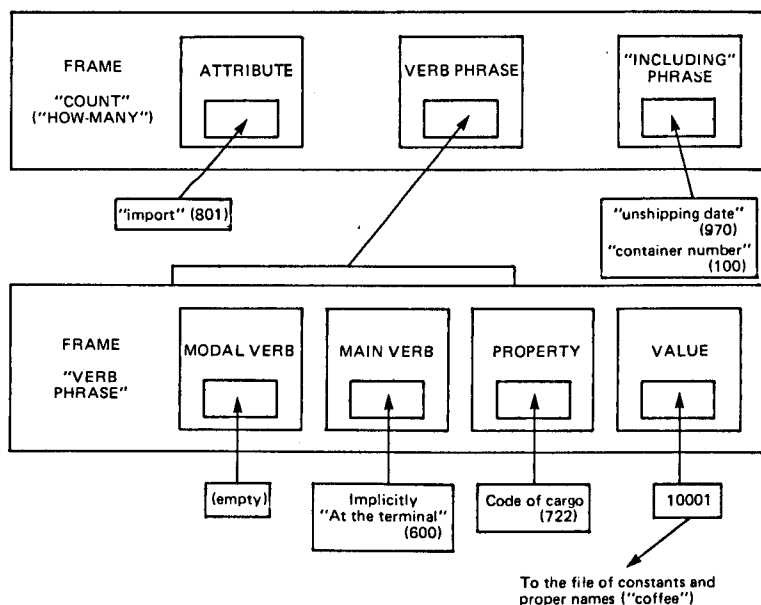 FRAME
"COUNT"
("HOW-MANY")
ATTRIBUTE
VERB PHRASE
"INCLUDING"
PHRASE
"import" (801)
"unshipping date"
(970)
"container number"
(100)
FRAME
"VERB
PHRASE"
MODAL VERB
MAIN VERB
PROPERTY
VALUE
(empty)
Implicitly
"At the terminal"
(600)
Code of cargo
(722)
10001
To the file of constants and
proper names ("coffee")